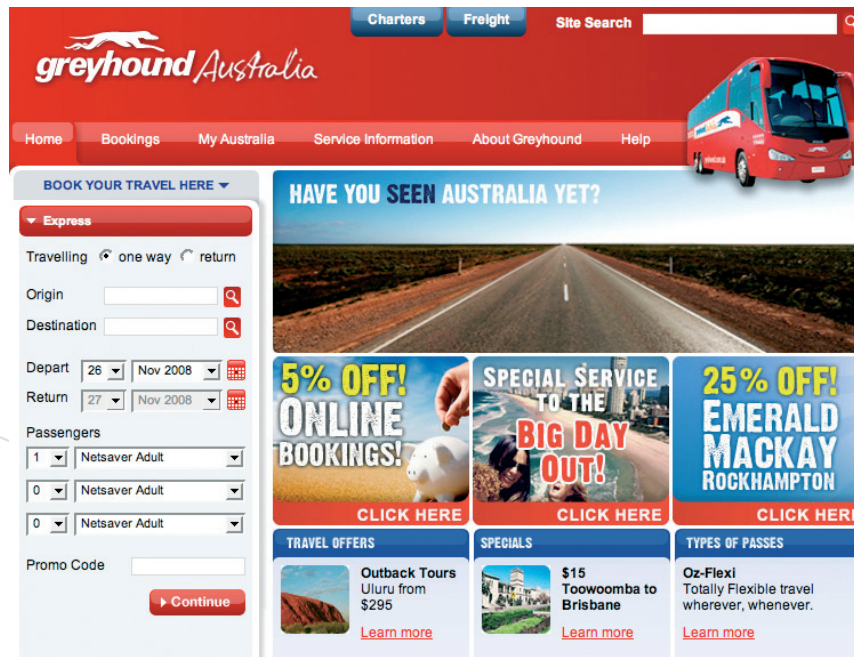 Charters
Freight
Site Search
greyhound Australia
Home
Bookings
My Australia
Service Information
About Greyhound
Help
BOOK YOUR TRAVEL HERE
Express
Travelling one way return
Origin
Destination
Depart 26 Nov 2008
Return 27 Nov 2008
Passengers
1 Netsaver Adult
0 Netsaver Adult
0 Netsaver Adult
Promo Code
Continue
HAVE YOU SEEN AUSTRALIA YET?
5% OFF!
ONLINE
BOOKINGS!
CLICK HERE
SPECIAL SERVICE
TO THE
BIG DAY
OUT!
CLICK HERE
25% OFF!
EMERALD
MACKAY
ROCKHAMPTON
CLICK HER
TRAVEL OFFERS
Outback Tours
Uluru from
$295
Learn more
SPECIALS
$15
Toowoomba to
Brisbane
Learn more
TYPES OF PASSES
Oz-Flexi
Totally Flexible travel
wherever, whenever.
Learn more